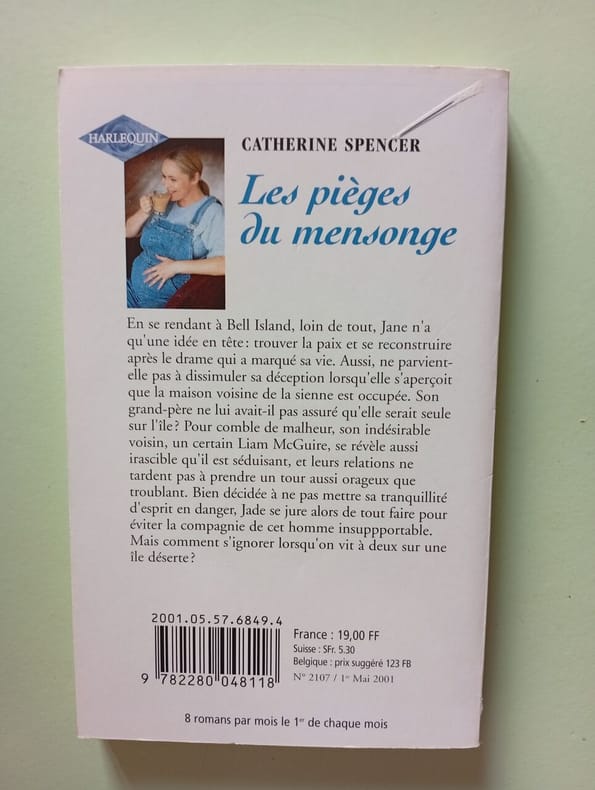 HARLEQUIN
CATHERINE SPENCER
Les pièges
du mensonge
En se rendant à Bell Island, loin de tout, Jane n'a
qu'une idée en tête : trouver la paix et se reconstruire
après le drame qui a marqué sa vie. Aussi, ne parvient-
elle pas à dissimuler sa déception lorsqu'elle s'aperçoit
que la maison voisine de la sienne est occupée. Son
grand-père ne lui avait-il pas assuré qu'elle serait seule
sur l'île ? Pour comble de malheur, son indésirable
voisin, un certain Liam McGuire, se révèle aussi
irascible qu'il est séduisant, et leurs relations ne
tardent pas à prendre un tour aussi orageux que
troublant. Bien décidée à ne pas mettre sa tranquillité
d'esprit en danger, Jade se jure alors de tout faire pour
éviter la compagnie de cet homme insuppportable.
Mais comment s'ignorer lorsqu'on vit à deux sur une
île déserte ?
2001.05.57.6849.4
9 782280 048118
France : 19,00 FF
Suisse : SFr. 5.30
Belgique : prix suggéré 123 FB
N° 2107 / 1er Mai 2001
8 romans par mois le 1er de chaque mois